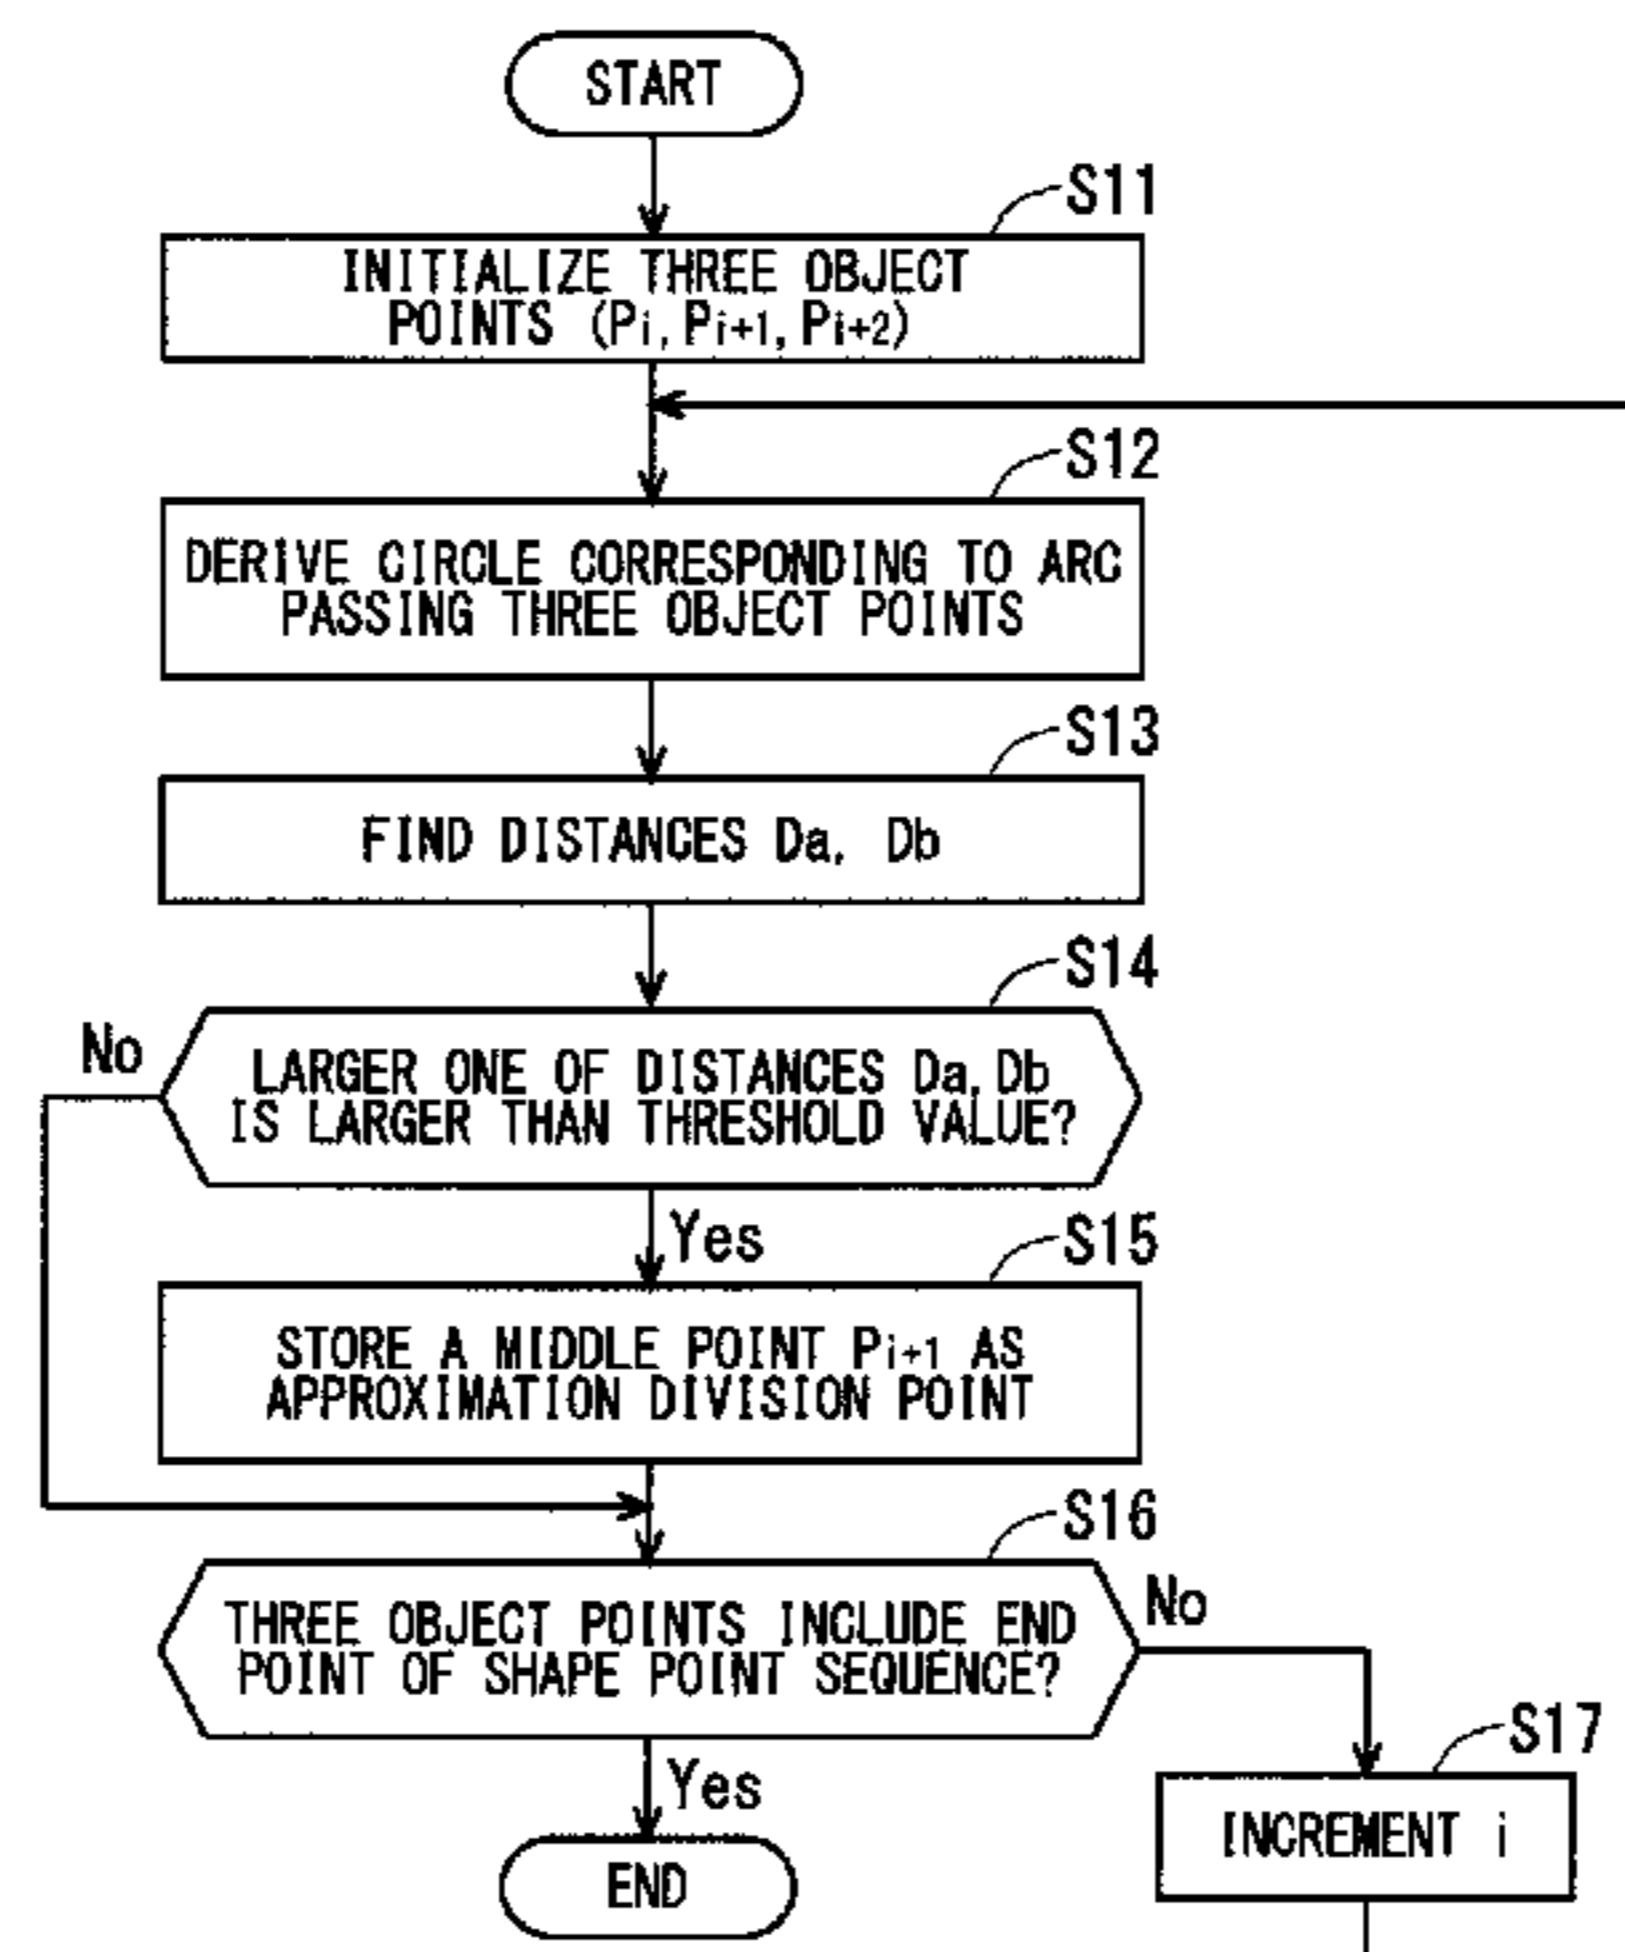 START
S11
INITIALIZE THREE OBJECT
POINTS (Pi, Pi+1, Pi+2)
S12
DERIVE CIRCLE CORRESPONDING TO ARC
PASSING THREE OBJECT POINTS
S13
FIND DISTANCES Da, Db
S14
No
LARGER ONE OF DISTANCES Da, Db
IS LARGER THAN THRESHOLD VALUE?
Yes
S15
STORE A MIDDLE POINT Pi+1 AS
APPROXIMATION DIVISION POINT
S16
THREE OBJECT POINTS INCLUDE END
POINT OF SHAPE POINT SEQUENCE?
No
S17
Yes
INCREMENT i
END